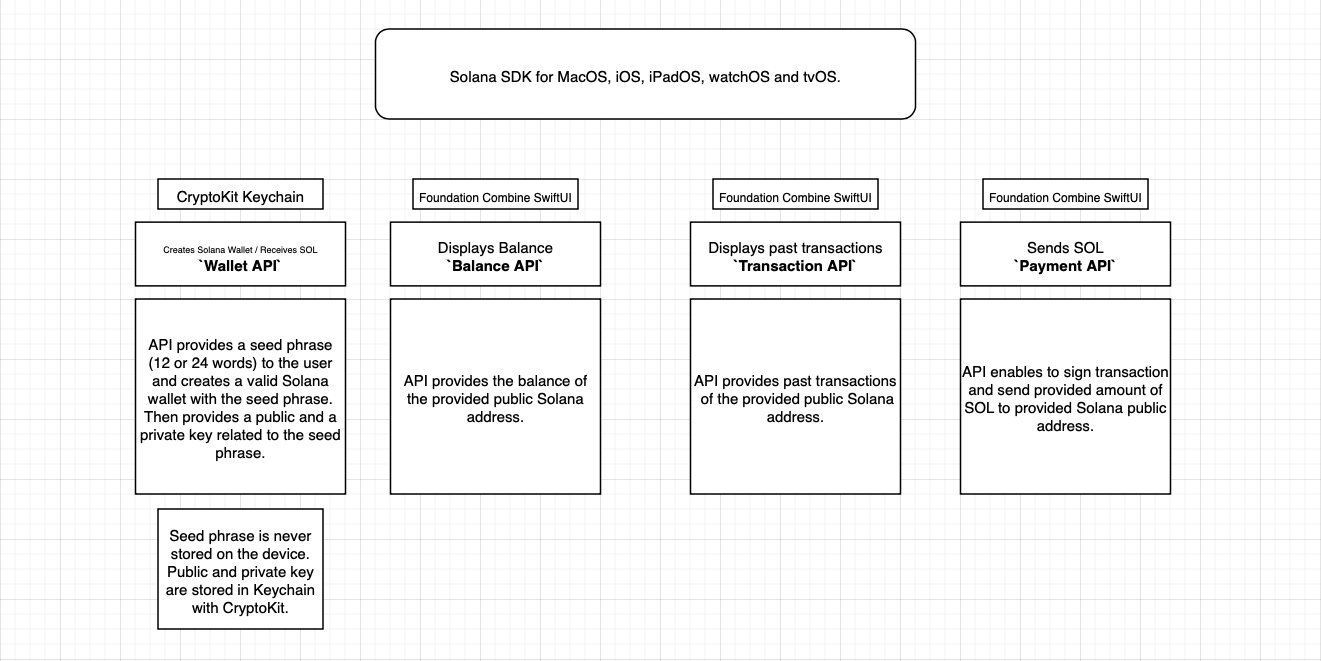 Solana SDK for MacOS, iOS, iPadOS, watchOS and tvOS.
CryptoKit Keychain
Creates Solana Wallet / Receives SOL
`Wallet API`
API provides a seed phrase
(12 or 24 words) to the user
and creates a valid Solana
wallet with the seed phrase.
Then provides a public and a
private key related to the seed
phrase.
Seed phrase is never
stored on the device.
Public and private key
are stored in Keychain
with CryptoKit.
Foundation Combine SwiftUI
Displays Balance
`Balance API`
API provides the balance of
the provided public Solana
address.
Foundation Combine SwiftUI
Displays past transactions
`Transaction API`
API provides past transactions
of the provided public Solana
address.
Foundation Combine SwiftUI
Sends SOL
`Payment API`
API enables to sign transaction
and send provided amount of
SOL to provided Solana public
address.